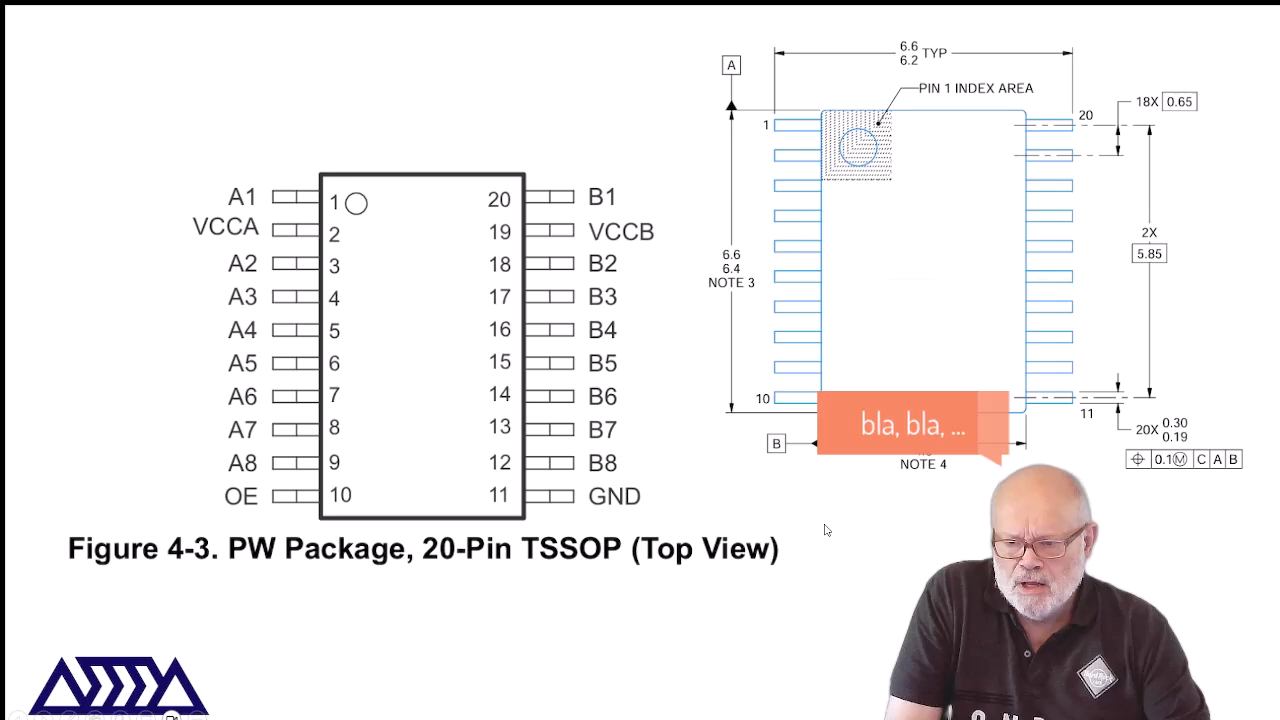 A1 1 20 B1
VCCA 2 19 VCCB
A2 3 18 B2
A3 4 17 B3
A4 5 16 B4
A5 6 15 B5
A6 7 14 B6
A7 8 13 B7
A8 9 12 B8
OE 10 11 GND
Figure 4-3. PW Package, 20-Pin TSSOP (Top View)
6.6
6.2 TYP
A
PIN 1 INDEX AREA
18X 0.65
1
20
2X
5.85
6.6
6.4
NOTE 3
10
11
20X 0.30
0.19
0.1 M C A B
B
NOTE 4
bla, bla, ...